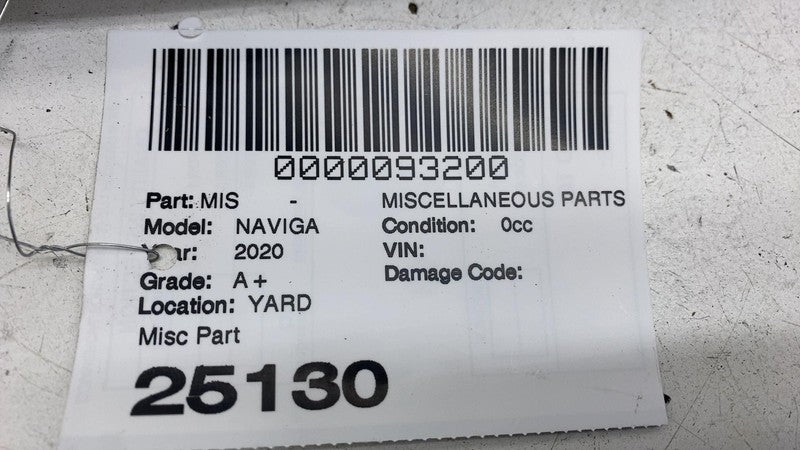 0000093200
Part: MIS - MISCELLANEOUS PARTS
Model: NAVIGA Condition: 0cc
Year: 2020 VIN:
Grade: A+ Damage Code:
Location: YARD
Misc Part
25130